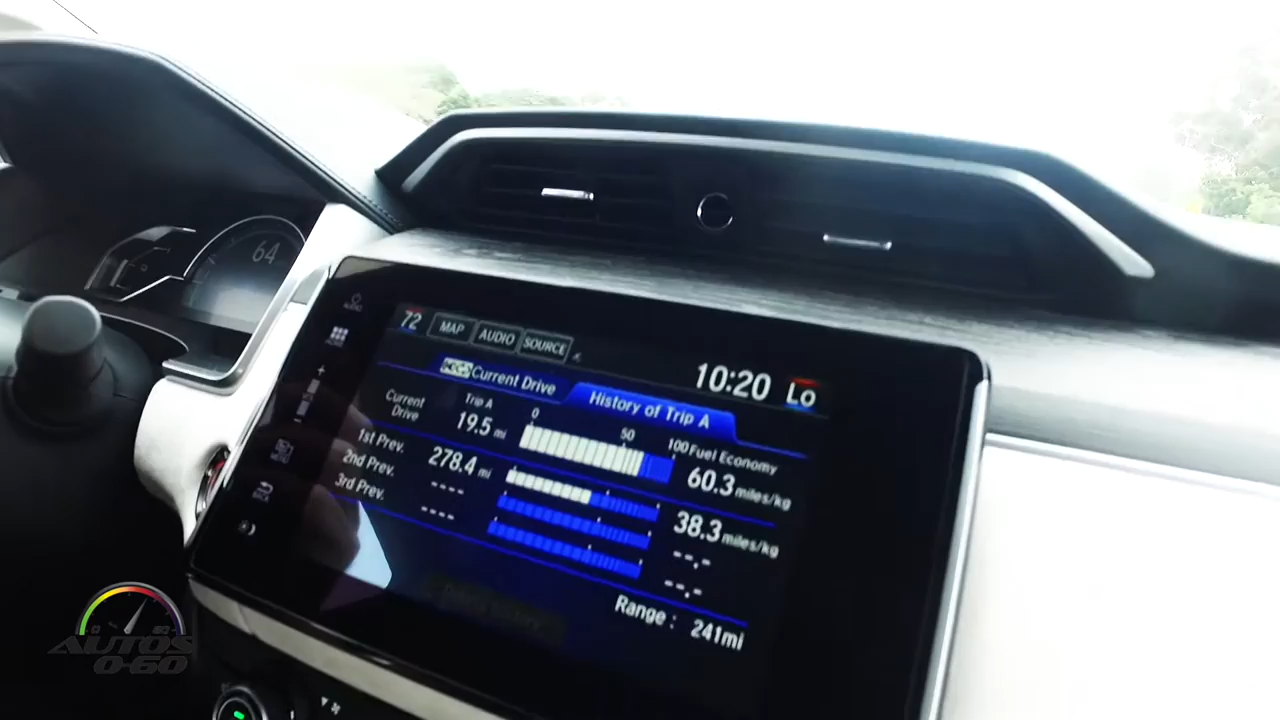 64
AUDIO
72 MAP AUDIO SOURCE 10:20 Lo
Current Drive History of Trip A
Trip A 0 50 100 Fuel Economy
Current Drive 19.5 mi 60.3 miles/kg
1st Prev. 278.4 mi 38.3 miles/kg
2nd Prev. ---- --.-
3rd Prev. ---- --.-
Range : 241mi
+
-
AUTOS
0-60